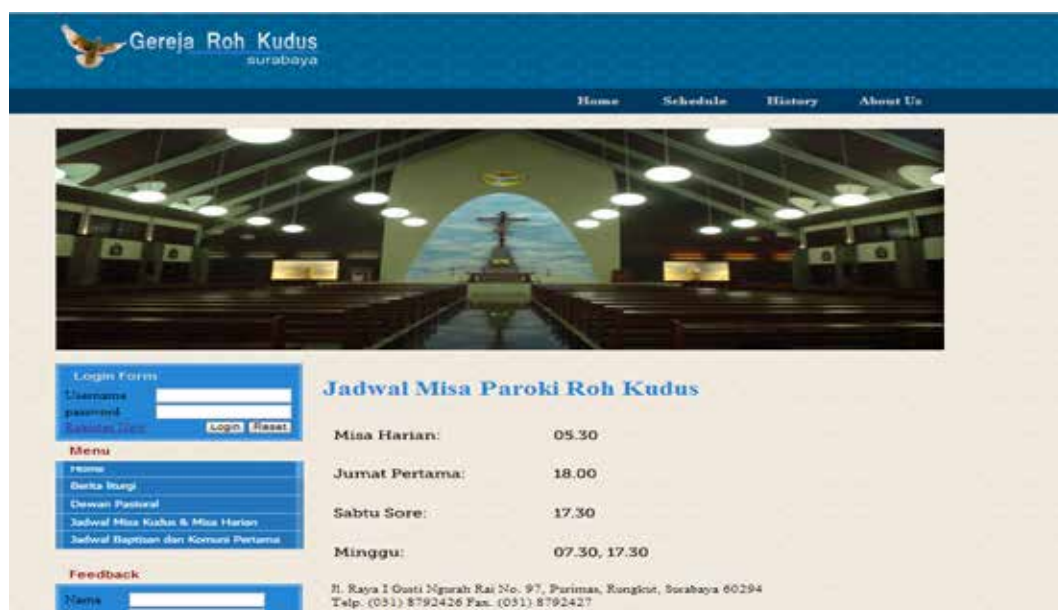 Gereja Roh Kudus
surabaya
Home Schedule History About Us
Login Form
Username
password
Register Here
Login Reset
Menu
Home
Berita liturgi
Dewan Pastoral
Jadwal Misa Kudus & Misa Harian
Jadwal Baptisan dan Komuni Pertama
Feedback
Nama
Jadwal Misa Paroki Roh Kudus
Misa Harian: 05.30
Jumat Pertama: 18.00
Sabtu Sore: 17.30
Minggu: 07.30, 17.30
Jl. Raya I Gusti Ngurah Rai No. 97, Purimas, Rungkut, Surabaya 60294
Telp. (031) 8792426 Fax. (031) 8792427